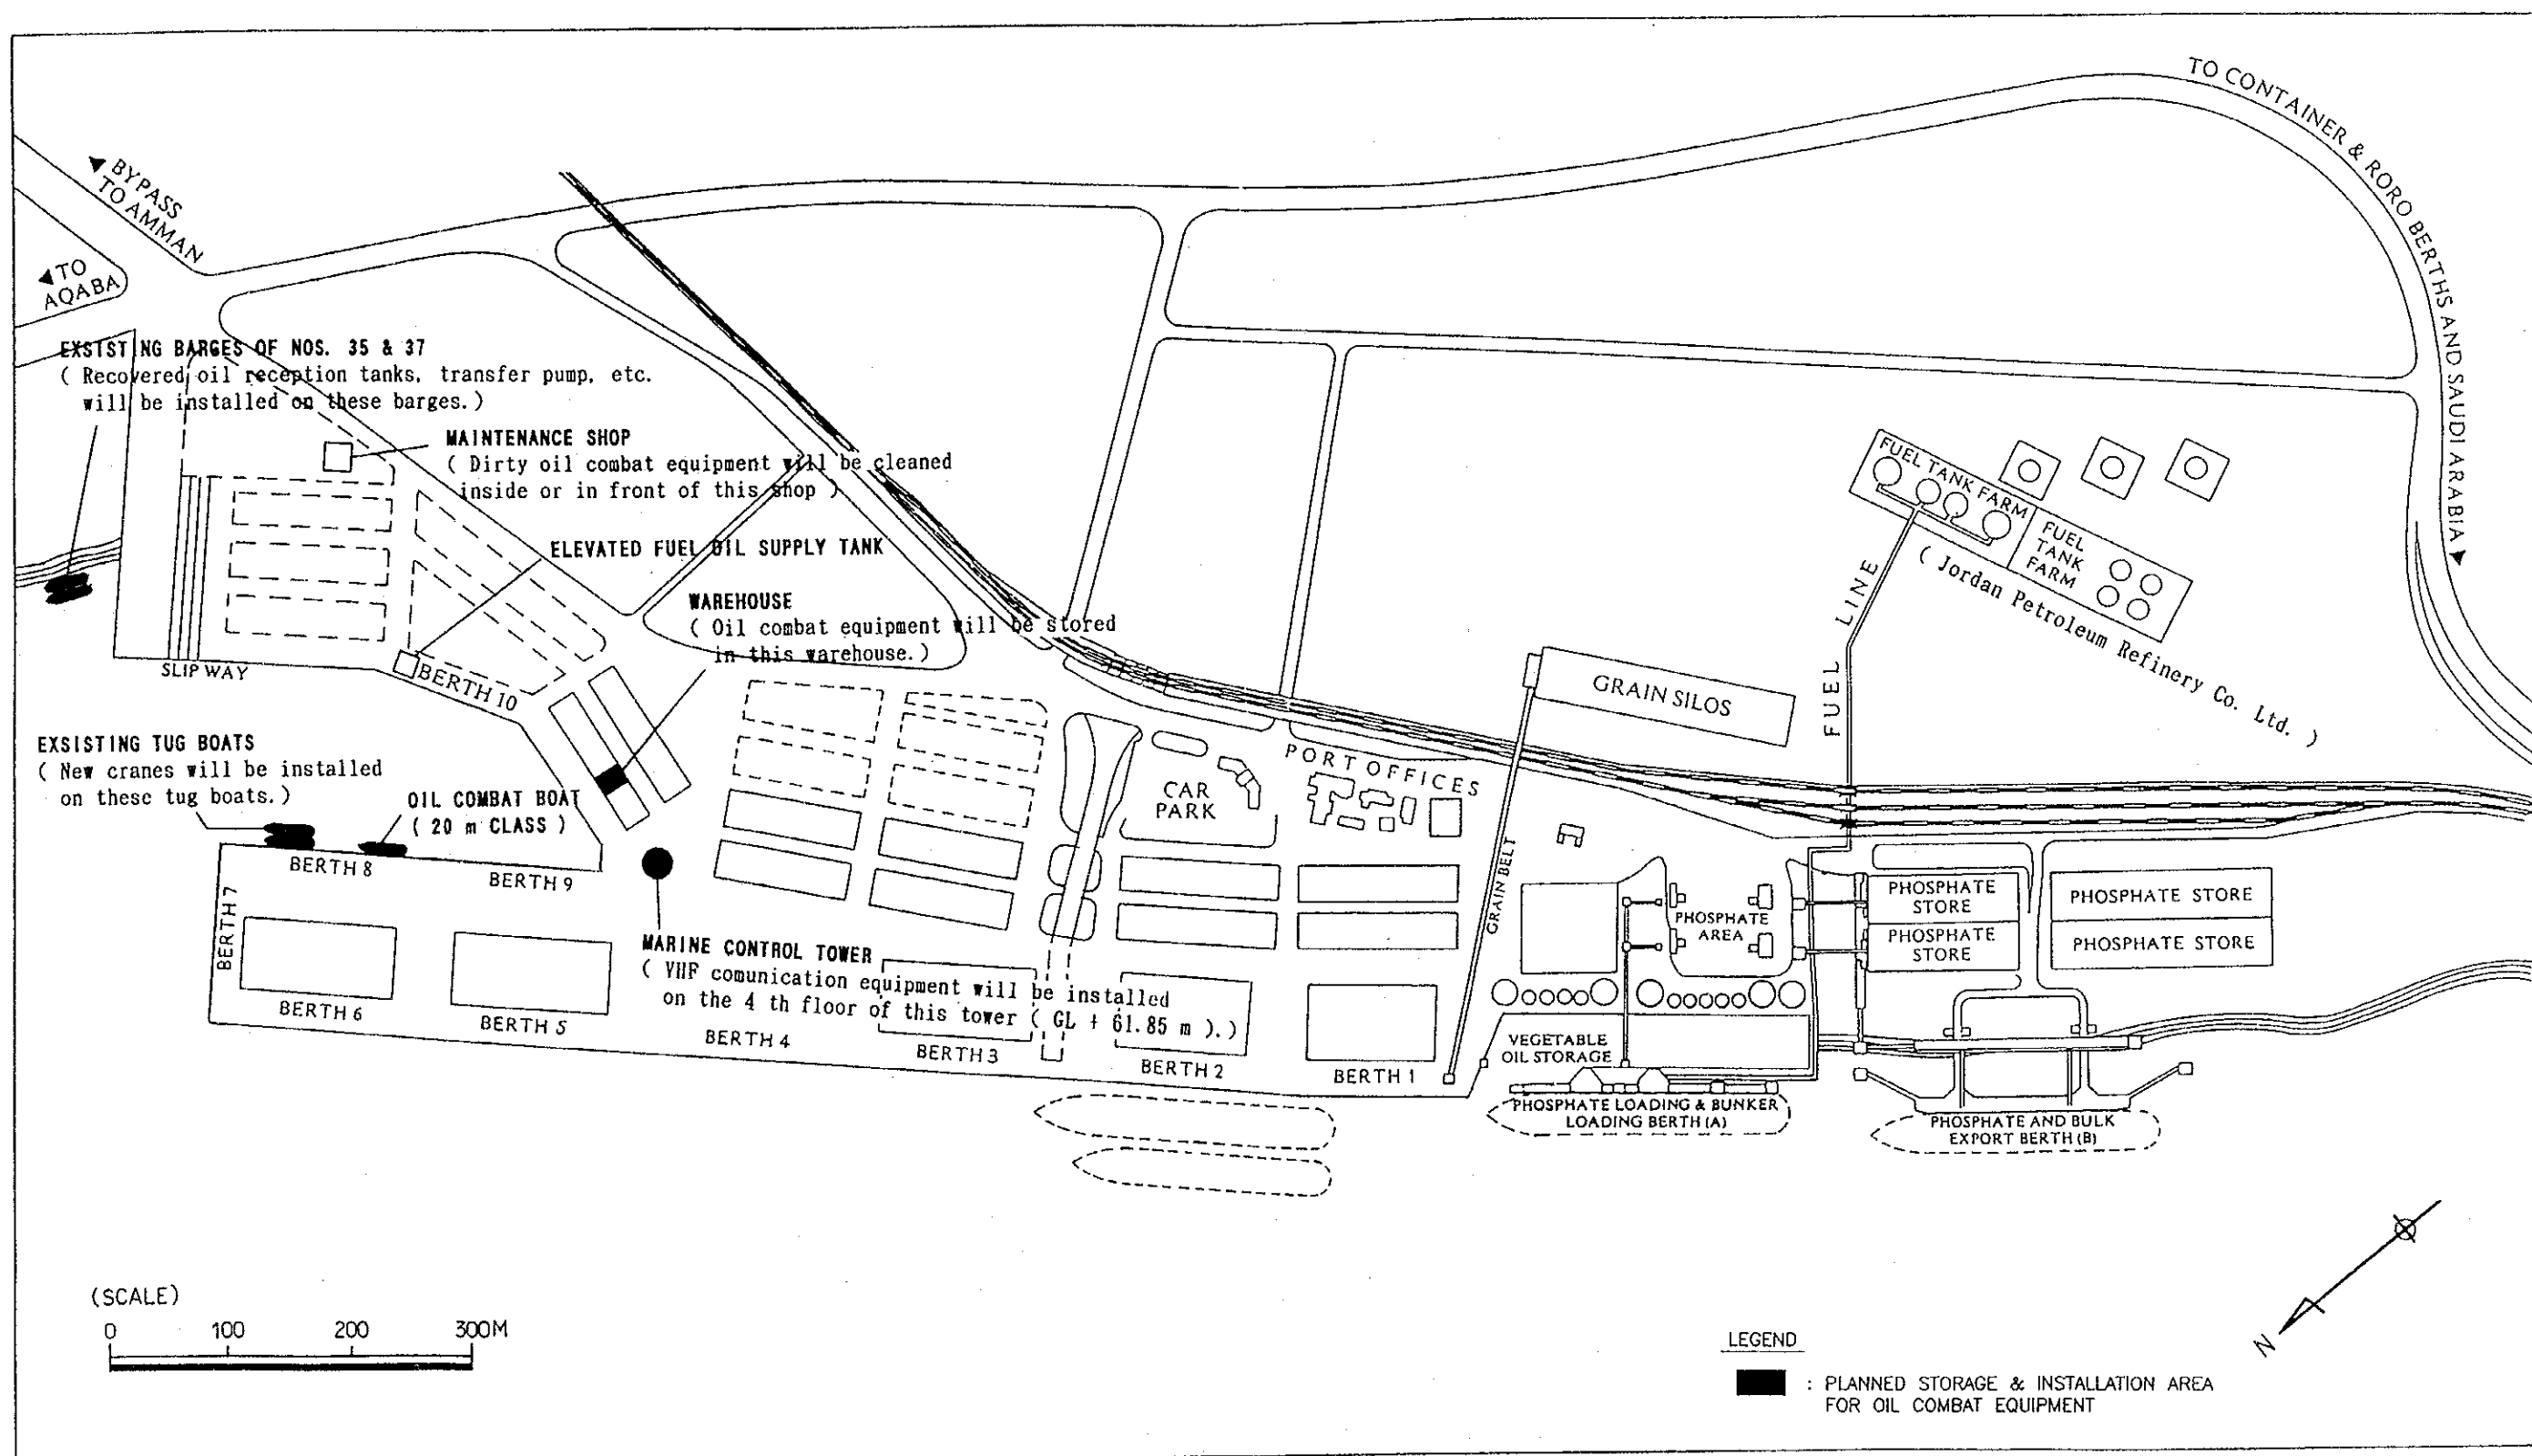 TO CONTAINER & RORO BERTHS AND SAUDI ARABIA
BYPASS
TO AMMAN
TO
AQABA
EXSISTING BARGES OF NOS. 35 & 37
( Recovered oil reception tanks, transfer pump, etc.
will be installed on these barges.)
MAINTENANCE SHOP
( Dirty oil combat equipment will be cleaned
inside or in front of this shop )
ELEVATED FUEL OIL SUPPLY TANK
WAREHOUSE
( Oil combat equipment will be stored
in this warehouse.)
FUEL TANK FARM
FUEL
TANK
FARM
( Jordan Petroleum Refinery Co. Ltd. )
FUEL LINE
GRAIN SILOS
SLIP WAY
BERTH 10
EXSISTING TUG BOATS
( New cranes will be installed
on these tug boats.)
OIL COMBAT BOAT
( 20 m CLASS )
PORT OFFICES
CAR
PARK
GRAIN BELT
BERTH 8
BERTH 9
BERTH 7
PHOSPHATE
AREA
PHOSPHATE
STORE
PHOSPHATE
STORE
PHOSPHATE STORE
PHOSPHATE STORE
MARINE CONTROL TOWER
( VHF comunication equipment will be installed
on the 4 th floor of this tower ( GL + 61.85 m ).)
BERTH 6
BERTH 5
BERTH 4
BERTH 3
BERTH 2
BERTH 1
VEGETABLE
OIL STORAGE
PHOSPHATE LOADING & BUNKER
LOADING BERTH (A)
PHOSPHATE AND BULK
EXPORT BERTH (B)
(SCALE)
0 100 200 300M
N
LEGEND
: PLANNED STORAGE & INSTALLATION AREA
FOR OIL COMBAT EQUIPMENT